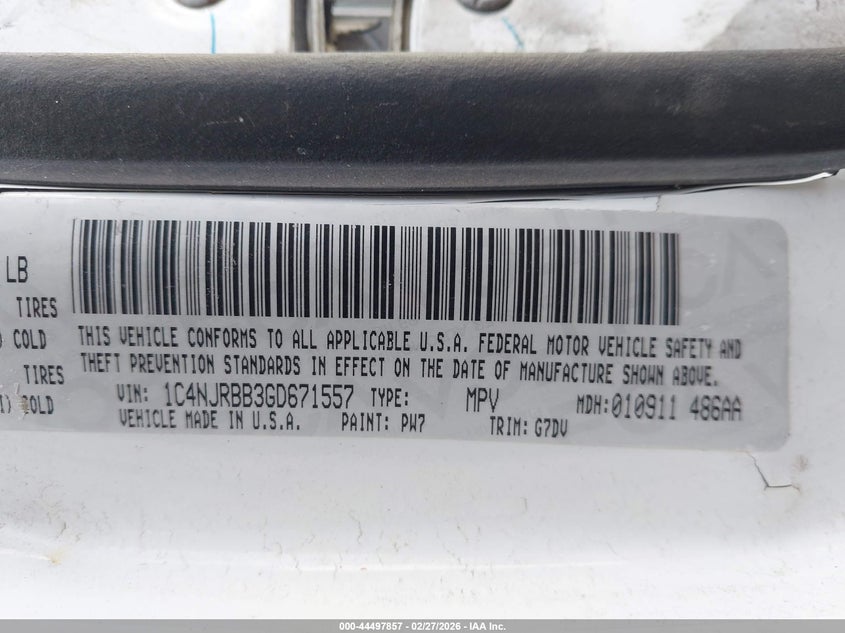 LB
TIRES
COLD
TIRES
COLD
THIS VEHICLE CONFORMS TO ALL APPLICABLE U.S.A. FEDERAL MOTOR VEHICLE SAFETY AND
THEFT PREVENTION STANDARDS IN EFFECT ON THE DATE OF MANUFACTURE SHOWN ABOVE.
VIN: 1C4NJRBB3GD671557 TYPE: MPV MDH:010911 486AA
VEHICLE MADE IN U.S.A. PAINT: PW7 TRIM: G7DV
000-44497857 - 02/27/2026 - IAA Inc.